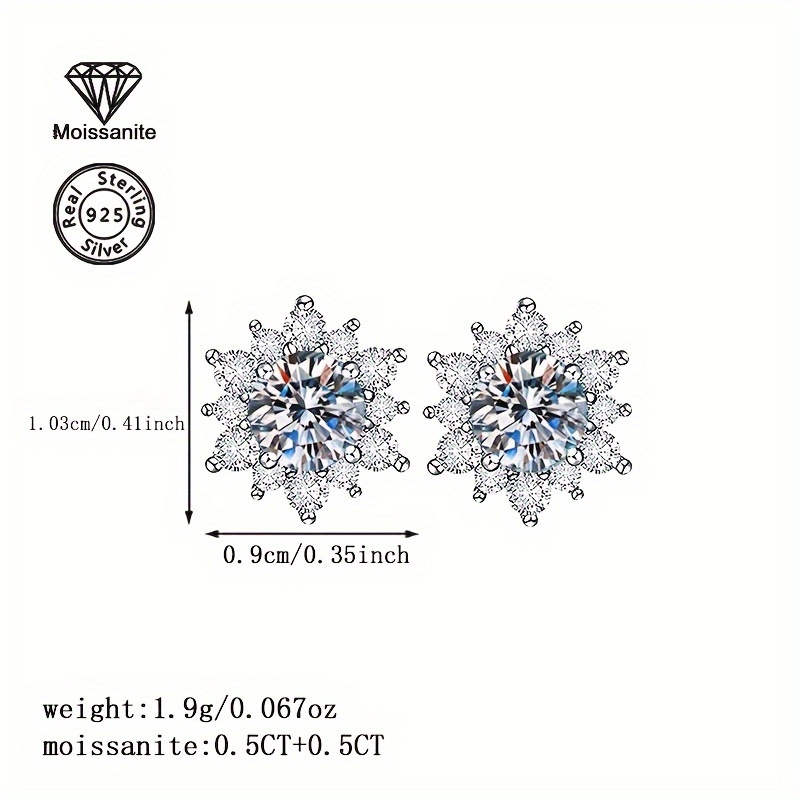 Moissanite
Real Sterling
925
Silver
1.03cm/0.41inch
0.9cm/0.35inch
weight:1.9g/0.067oz
moissanite:0.5CT+0.5CT